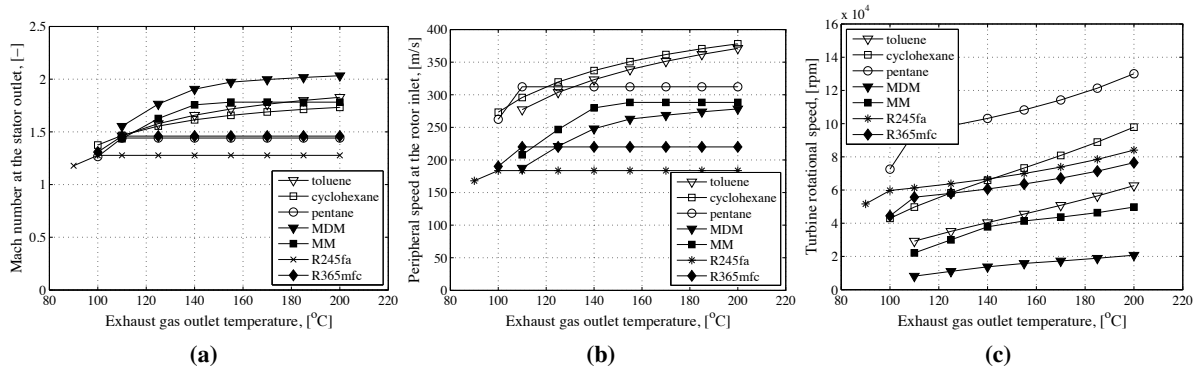 Mach number at the stator outlet, [−]
2.5
2
1.5
1
0.5
0
80 100 120 140 160 180 200 220
Exhaust gas outlet temperature, [°C]
toluene
cyclohexane
pentane
MDM
MM
R245fa
R365mfc
(a)
Peripheral speed at the rotor inlet, [m/s]
400
350
300
250
200
150
100
50
0
80 100 120 140 160 180 200 220
Exhaust gas outlet temperature, [°C]
toluene
cyclohexane
pentane
MDM
MM
R245fa
R365mfc
(b)
Turbine rotational speed, [rpm]
x 10⁴
16
14
12
10
8
6
4
2
0
80 100 120 140 160 180 200 220
Exhaust gas outlet temperature, [°C]
toluene
cyclohexane
pentane
MDM
MM
R245fa
R365mfc
(c)